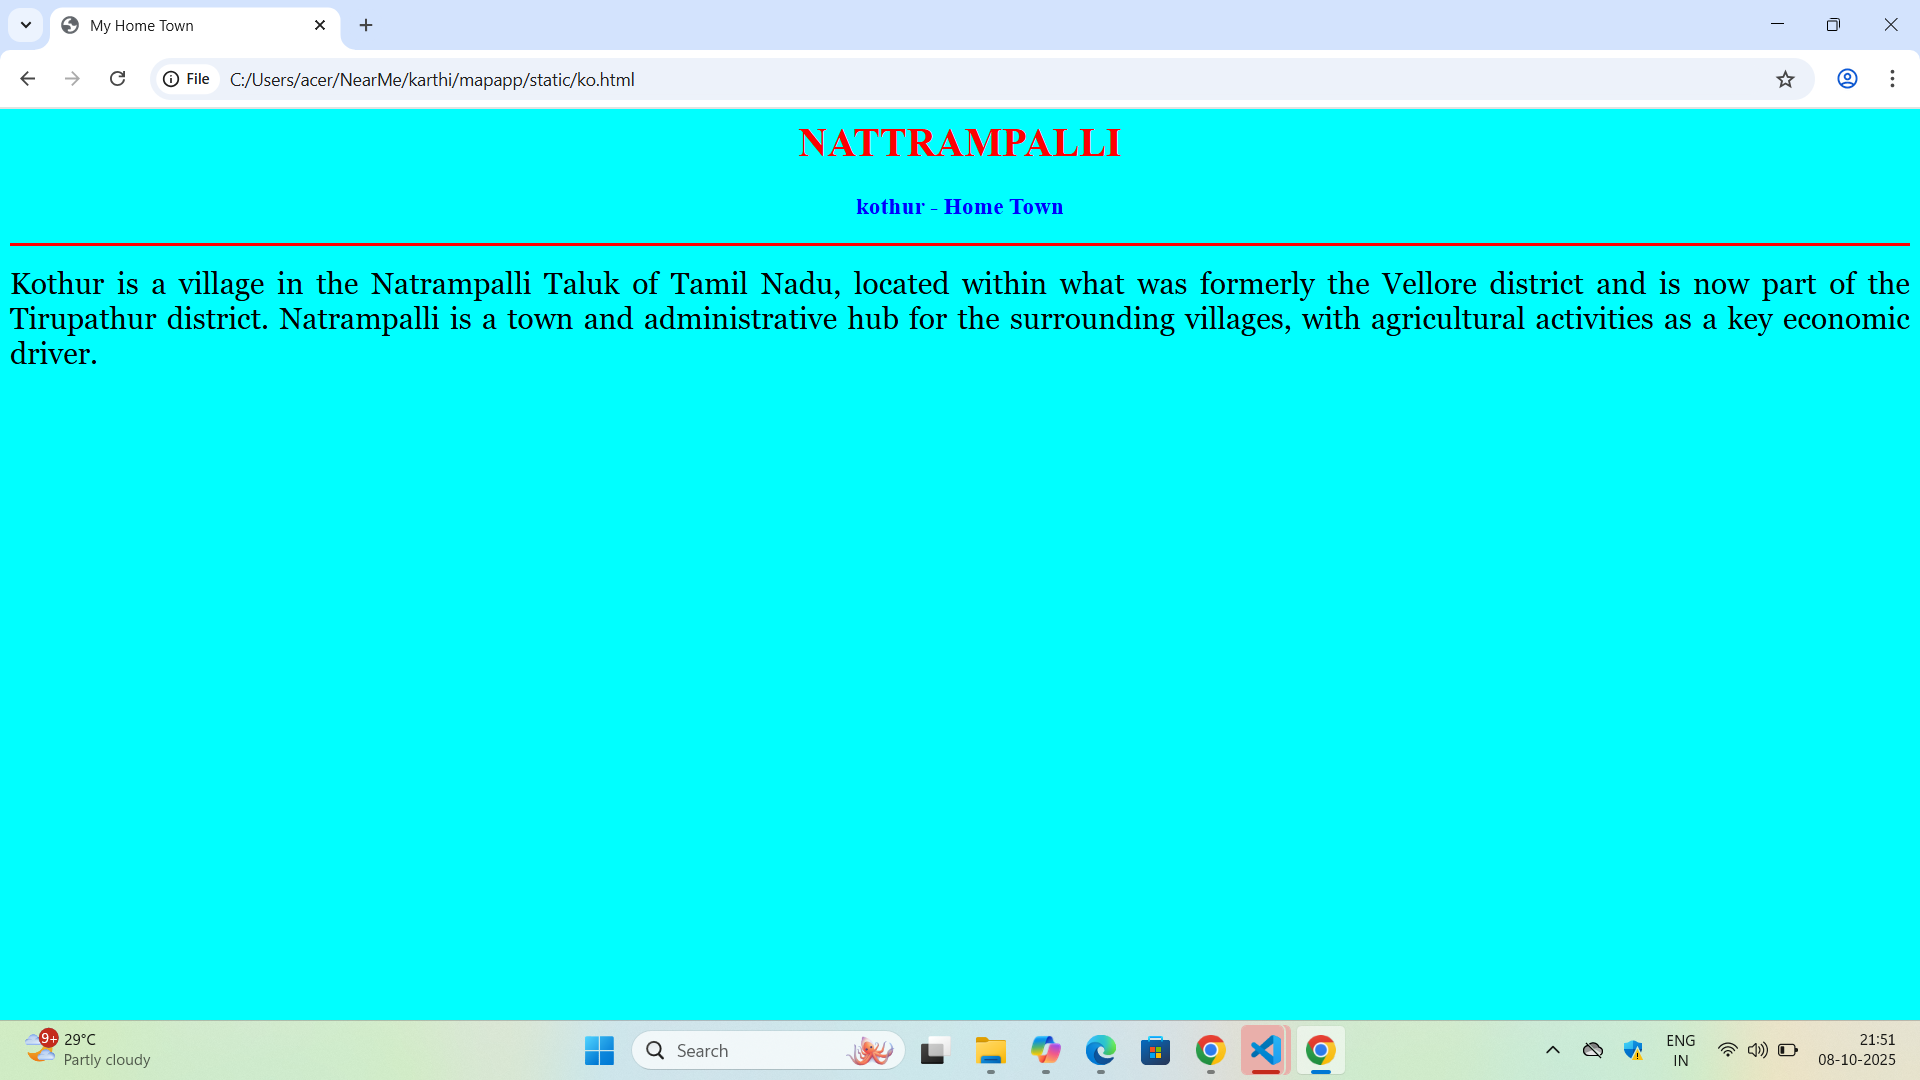 My Home Town
File C:/Users/acer/NearMe/karthi/mapapp/static/ko.html
NATTRAMPALLI
kothur - Home Town
Kothur is a village in the Natrampalli Taluk of Tamil Nadu, located within what was formerly the Vellore district and is now part of the
Tirupathur district. Natrampalli is a town and administrative hub for the surrounding villages, with agricultural activities as a key economic
driver.
9+ 29°C
Partly cloudy
Search
ENG
IN
21:51
08-10-2025